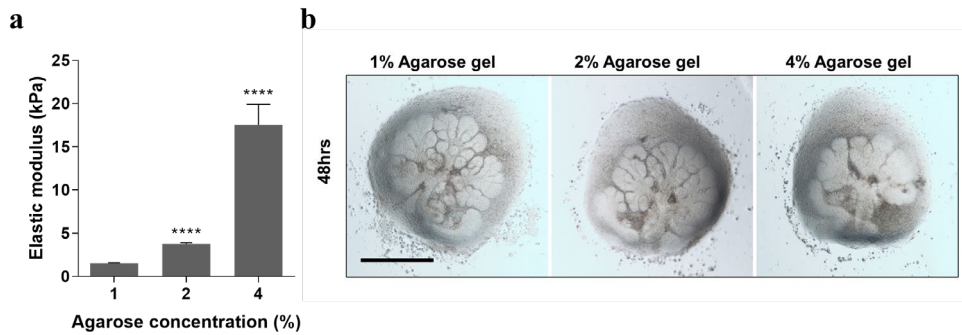 a
Elastic modulus (kPa)
25
20
15
10
5
0
****
****
1
2
4
Agarose concentration (%)
b
1% Agarose gel
2% Agarose gel
4% Agarose gel
48hrs